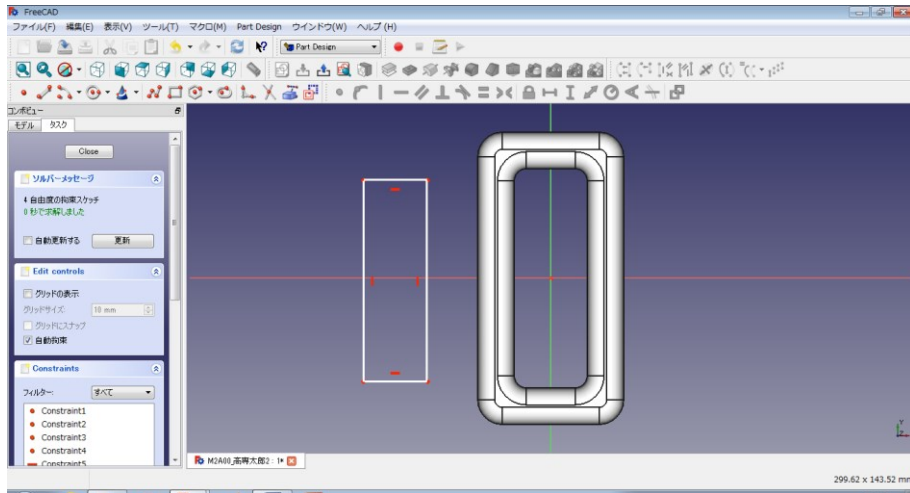 FreeCAD
ファイル(F) 編集(E) 表示(V) ツール(T) マクロ(M) Part Design ウインドウ(W) ヘルプ(H)
Part Design
コンボビュー
モデル タスク
Close
ソルバーメッセージ
4 自由度の拘束スケッチ
0 秒で求解しました
自動更新する 更新
Edit controls
グリッドの表示
グリッドサイズ: 10 mm
グリッドにスナップ
自動拘束
Constraints
フィルター: すべて
Constraint1
Constraint2
Constraint3
Constraint4
Constraint5
M2A00_高専太郎2 : 1*
299.62 x 143.52 mm